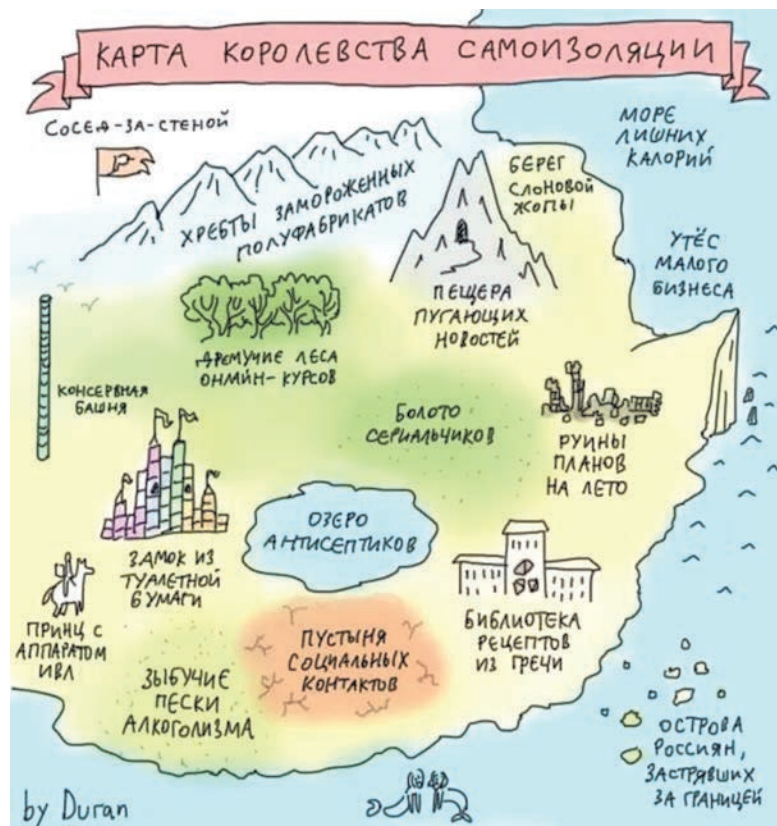 КАРТА КОРОЛЕВСТВА САМОИЗОЛЯЦИИ
СОСЕД-ЗА-СТЕНОЙ
Р
МОРЕ
ЛИШНИХ
КАЛОРИЙ
ХРЕБТЫ ЗАМОРОЖЕННЫХ
ПОЛУФАБРИКАТОВ
БЕРЕГ
СЛОНОВОЙ
ЖОПЫ
УТЁС
МАЛОГО
БИЗНЕСА
ПЕЩЕРА
ПУГАЮЩИХ
НОВОСТЕЙ
ДРЕМУЧИЕ ЛЕСА
ОНЛАЙН-КУРСОВ
КОНСЕРВНАЯ
БАШНЯ
БОЛОТО
СЕРИАЛЬЧИКОВ
РУИНЫ
ПЛАНОВ
НА ЛЕТО
ОЗЕРО
АНТИСЕПТИКОВ
ЗАМОК ИЗ
ТУАЛЕТНОЙ
БУМАГИ
ПРИНЦ С
АППАРАТОМ
ИВЛ
БИБЛИОТЕКА
РЕЦЕПТОВ
ИЗ ГРЕЧИ
ПУСТЫНЯ
СОЦИАЛЬНЫХ
КОНТАКТОВ
ЗЫБУЧИЕ
ПЕСКИ
АЛКОГОЛИЗМА
ОСТРОВА
РОССИЯН,
ЗАСТРЯВШИХ
ЗА ГРАНИЦЕЙ
by Duran